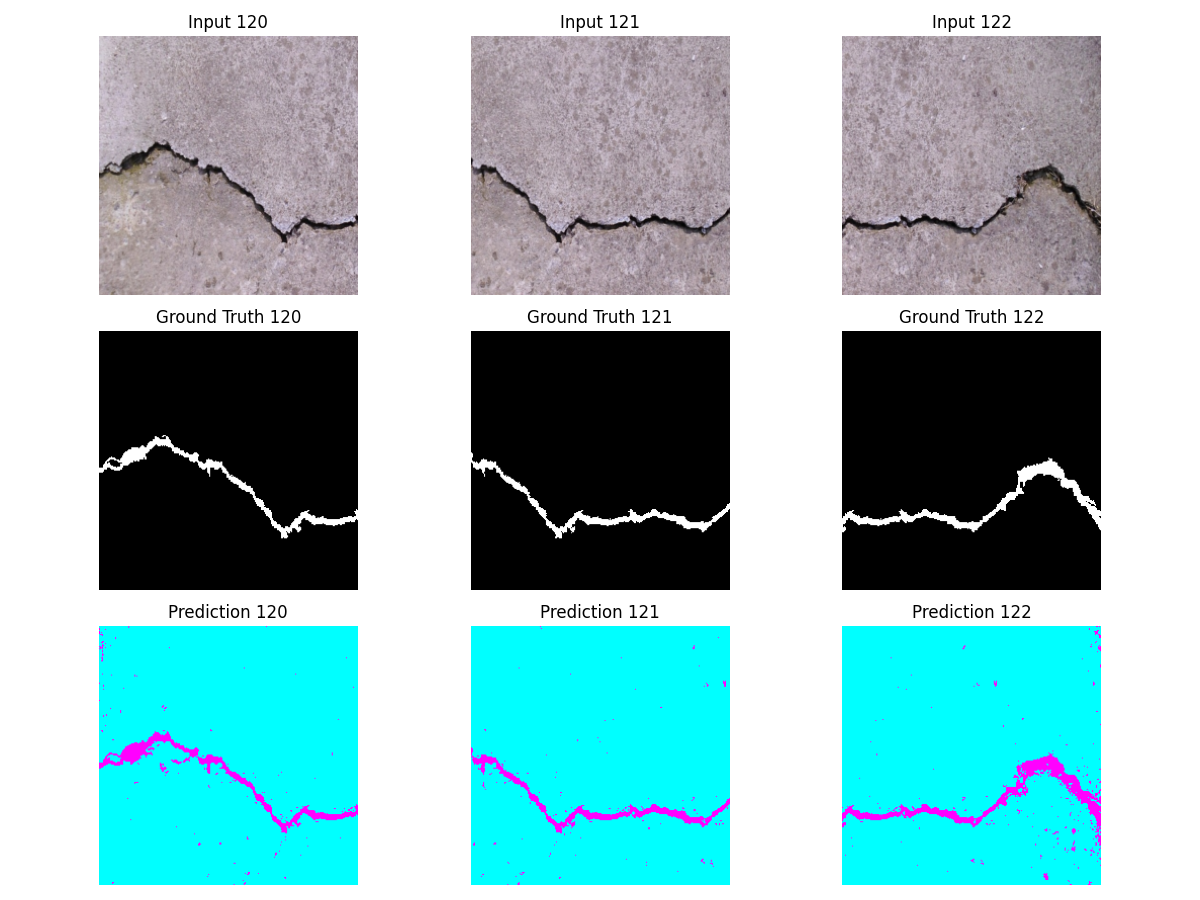 Input 120
Input 121
Input 122
Ground Truth 120
Ground Truth 121
Ground Truth 122
Prediction 120
Prediction 121
Prediction 122